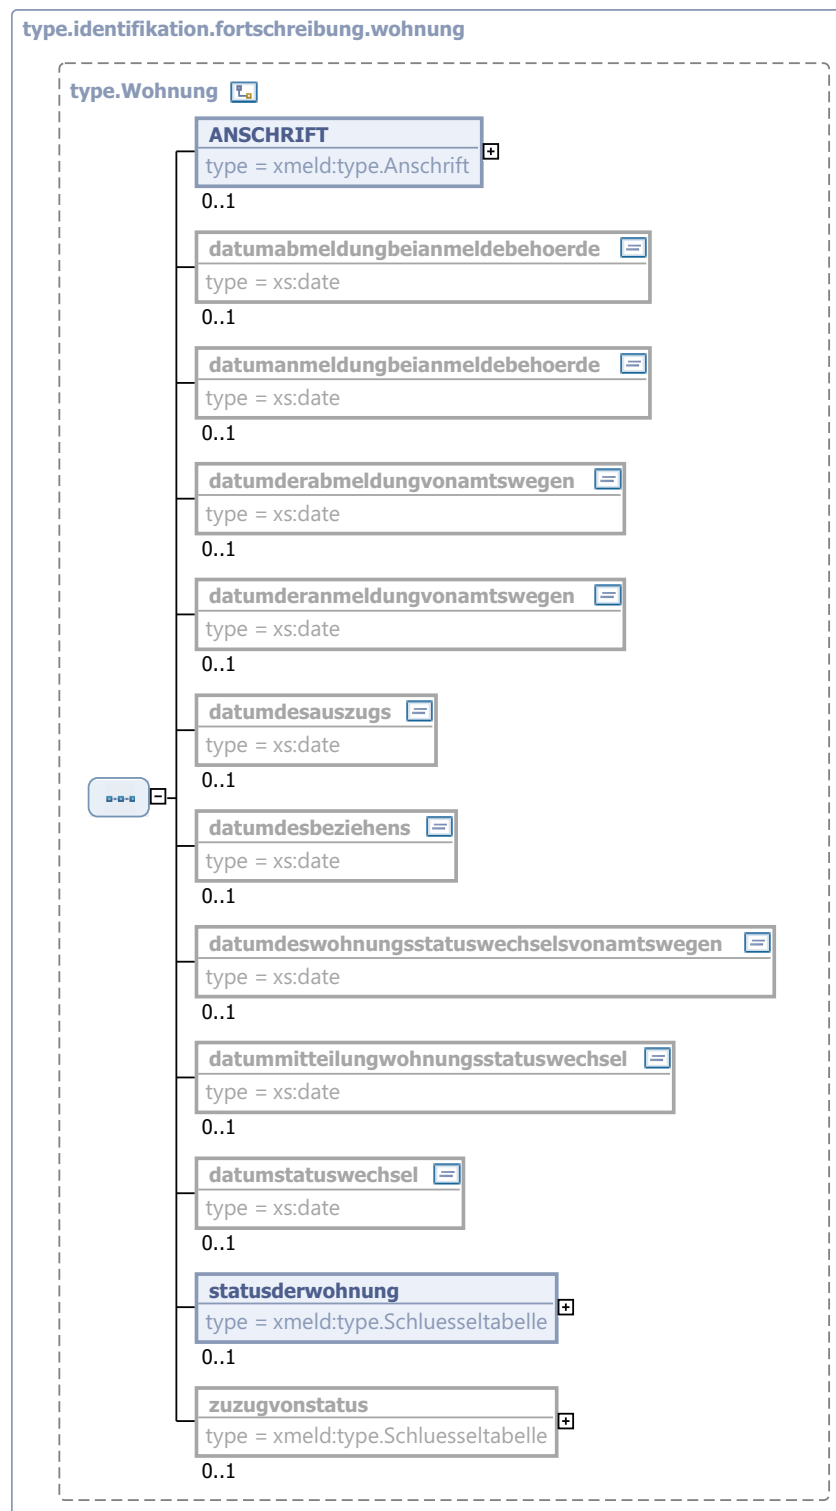 type.identifikation.fortschreibung.wohnung
type.Wohnung
ANSCHRIFT
type = xmeld:type.Anschrift
0..1
datumabmeldungbeianmeldebehoerde
type = xs:date
0..1
datumanmeldungbeianmeldebehoerde
type = xs:date
0..1
datumderabmeldungvonamtswegen
type = xs:date
0..1
datumderanmeldungvonamtswegen
type = xs:date
0..1
datumdesauszugs
type = xs:date
0..1
datumdesbeziehens
type = xs:date
0..1
datumdeswohnungsstatuswechselsvonamtswegen
type = xs:date
0..1
datummitteilungwohnungsstatuswechsel
type = xs:date
0..1
datumstatuswechsel
type = xs:date
0..1
statusderwohnung
type = xmeld:type.Schluesseltabelle
0..1
zuzugvonstatus
type = xmeld:type.Schluesseltabelle
0..1